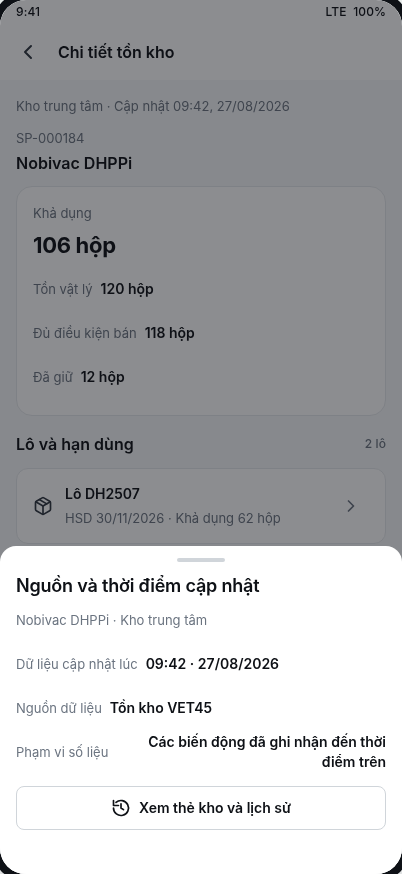 9:41
LTE 100%
Chi tiết tồn kho
Kho trung tâm · Cập nhật 09:42, 27/08/2026
SP-000184
Nobivac DHPPi
Khả dụng
106 hộp
Tồn vật lý 120 hộp
Đủ điều kiện bán 118 hộp
Đã giữ 12 hộp
Lô và hạn dùng
2 lô
Lô DH2507
HSD 30/11/2026 · Khả dụng 62 hộp
Nguồn và thời điểm cập nhật
Nobivac DHPPi · Kho trung tâm
Dữ liệu cập nhật lúc 09:42 · 27/08/2026
Nguồn dữ liệu Tồn kho VET45
Phạm vi số liệu
Các biến động đã ghi nhận đến thời
điểm trên
Xem thẻ kho và lịch sử